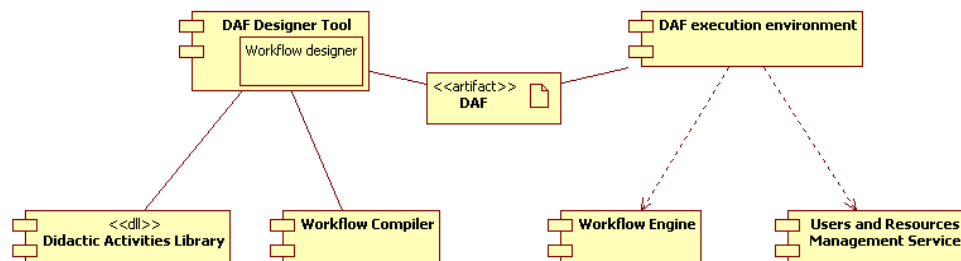 DAF Designer Tool
Workflow designer
DAF execution environment
<<artifact>>
DAF
<<dll>>
Didactic Activities Library
Workflow Compiler
Workflow Engine
Users and Resources
Management Service